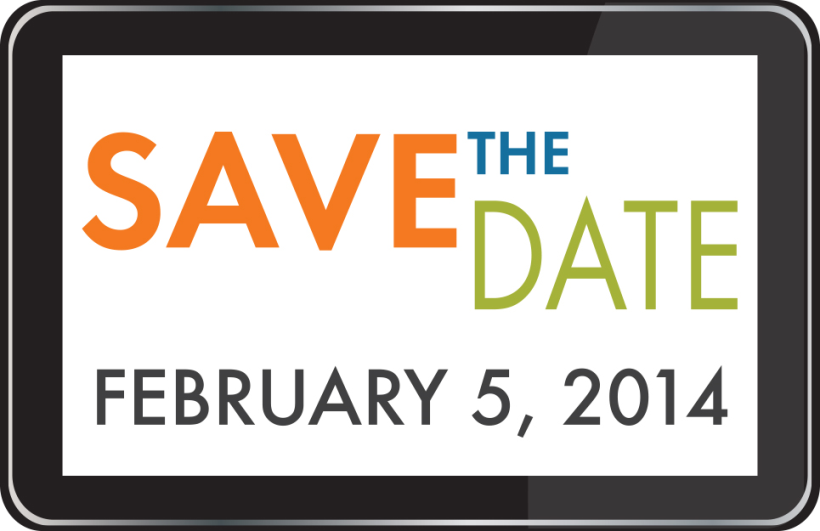 SAVE THE
DATE
FEBRUARY 5, 2014